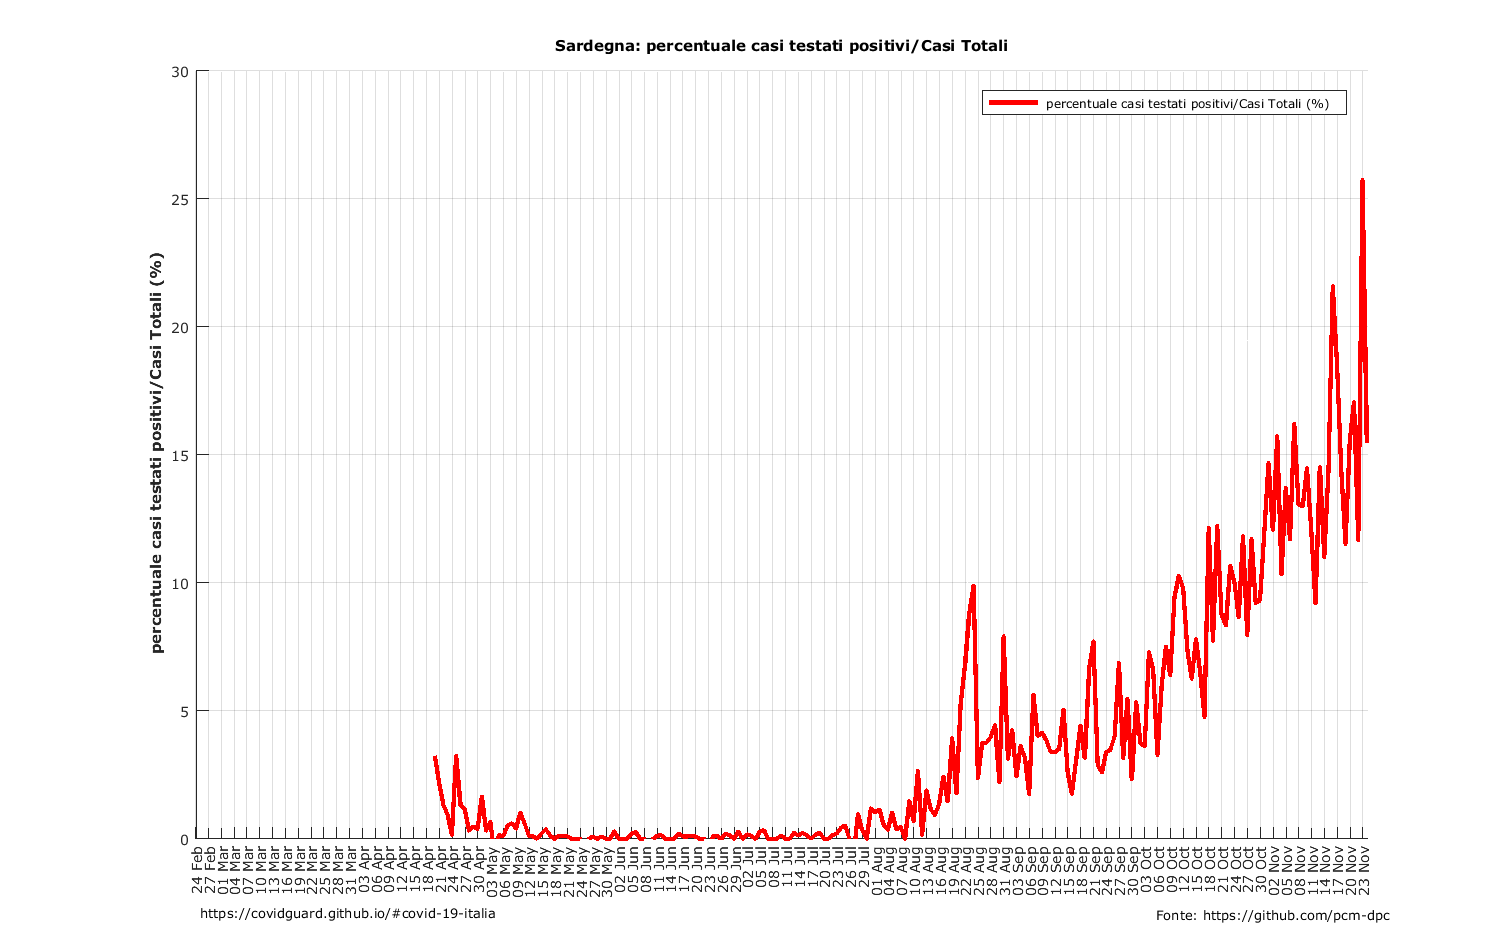 Sardegna: percentuale casi testati positivi/Casi Totali
percentuale casi testati positivi/Casi Totali (%)
percentuale casi testati positivi/Casi Totali (%)
30
25
20
15
10
5
0
24 Feb
27 Feb
01 Mar
04 Mar
07 Mar
10 Mar
13 Mar
16 Mar
19 Mar
22 Mar
25 Mar
28 Mar
31 Mar
03 Apr
06 Apr
09 Apr
12 Apr
15 Apr
18 Apr
21 Apr
24 Apr
27 Apr
30 Apr
03 May
06 May
09 May
12 May
15 May
18 May
21 May
24 May
27 May
30 May
02 Jun
05 Jun
08 Jun
11 Jun
14 Jun
17 Jun
20 Jun
23 Jun
26 Jun
29 Jun
02 Jul
05 Jul
08 Jul
11 Jul
14 Jul
17 Jul
20 Jul
23 Jul
26 Jul
29 Jul
01 Aug
04 Aug
07 Aug
10 Aug
13 Aug
16 Aug
19 Aug
22 Aug
25 Aug
28 Aug
31 Aug
03 Sep
06 Sep
09 Sep
12 Sep
15 Sep
18 Sep
21 Sep
24 Sep
27 Sep
30 Sep
03 Oct
06 Oct
09 Oct
12 Oct
15 Oct
18 Oct
21 Oct
24 Oct
27 Oct
30 Oct
02 Nov
05 Nov
08 Nov
11 Nov
14 Nov
17 Nov
20 Nov
23 Nov
https://covidguard.github.io/#covid-19-italia
Fonte: https://github.com/pcm-dpc